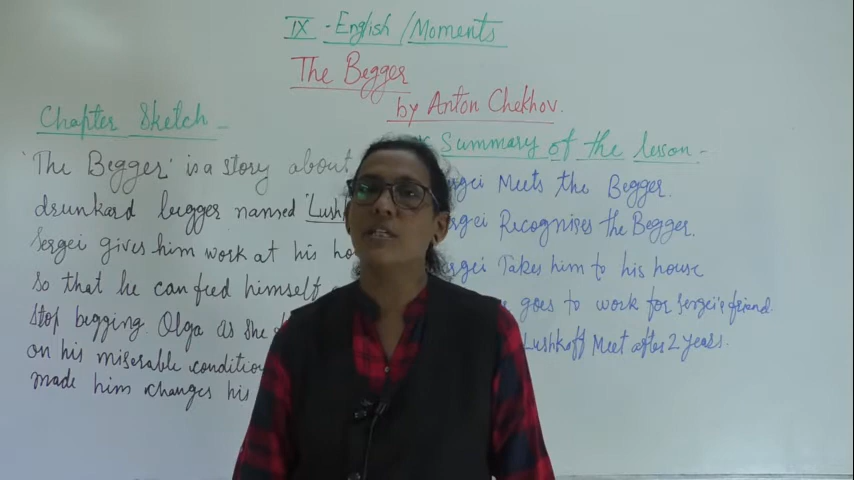 IX - English / Moments
The Begger
by Anton Chekhov.
Chapter Sketch -
'The Begger' is a story about
drunkard begger named 'Lush
Sergei gives him work at his ho
So that he can feed himself
Stop begging. Olga as she
on his miserable condition
made him changes his
Summary of the lesson -
ergei Meets the Begger.
ergei Recognises the Begger.
ergei Takes him to his house
goes to work for Sergei's friend.
Lushkoff Meet after 2 years.